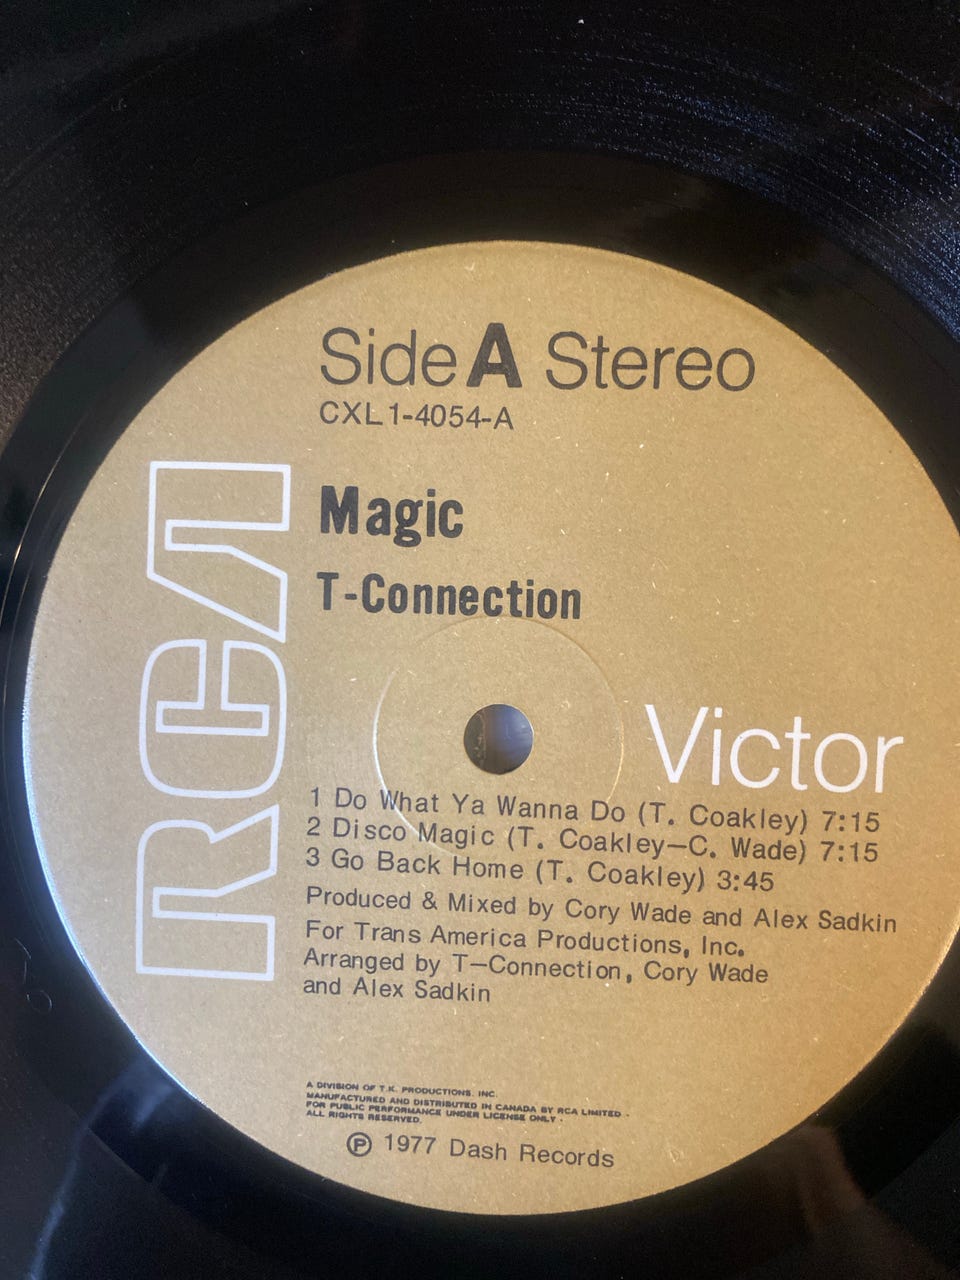 Side A Stereo
CXL1-4054-A
Magic
T-Connection
RCA
Victor
1 Do What Ya Wanna Do (T. Coakley) 7:15
2 Disco Magic (T. Coakley—C. Wade) 7:15
3 Go Back Home (T. Coakley) 3:45
Produced & Mixed by Cory Wade and Alex Sadkin
For Trans America Productions, Inc.
Arranged by T—Connection, Cory Wade
and Alex Sadkin
A DIVISION OF T.K. PRODUCTIONS. INC.
MANUFACTURED AND DISTRIBUTED IN CANADA BY RCA LIMITED -
FOR PUBLIC PERFORMANCE UNDER LICENSE ONLY -
ALL RIGHTS RESERVED.
℗ 1977 Dash Records